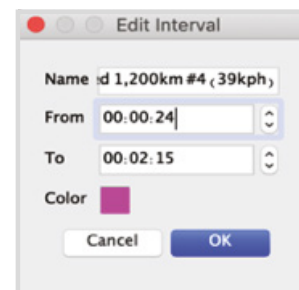 Edit Interval
Name d 1,200km #4 (39kph)
From 00:00:24
To 00:02:15
Color
Cancel OK